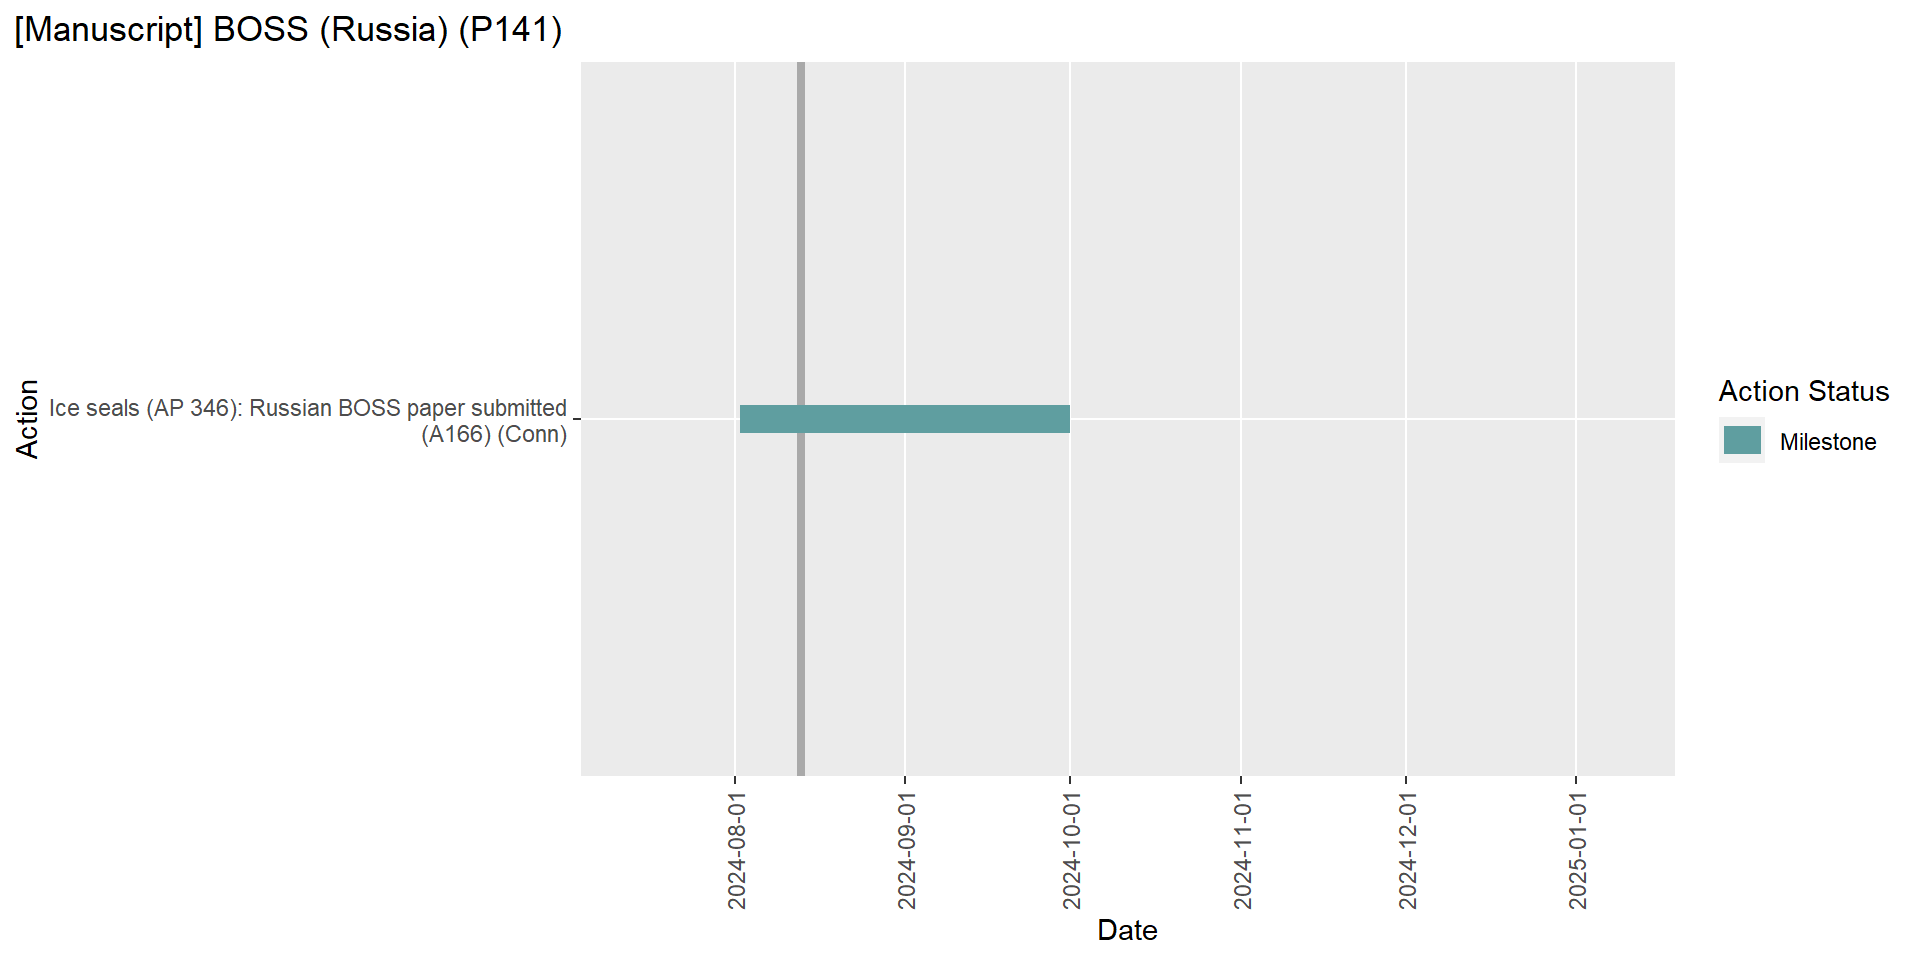 [Manuscript] BOSS (Russia) (P141)
Action
Ice seals (AP 346): Russian BOSS paper submitted
(A166) (Conn)
Action Status
Milestone
2024-08-01
2024-09-01
2024-10-01
2024-11-01
2024-12-01
2025-01-01
Date